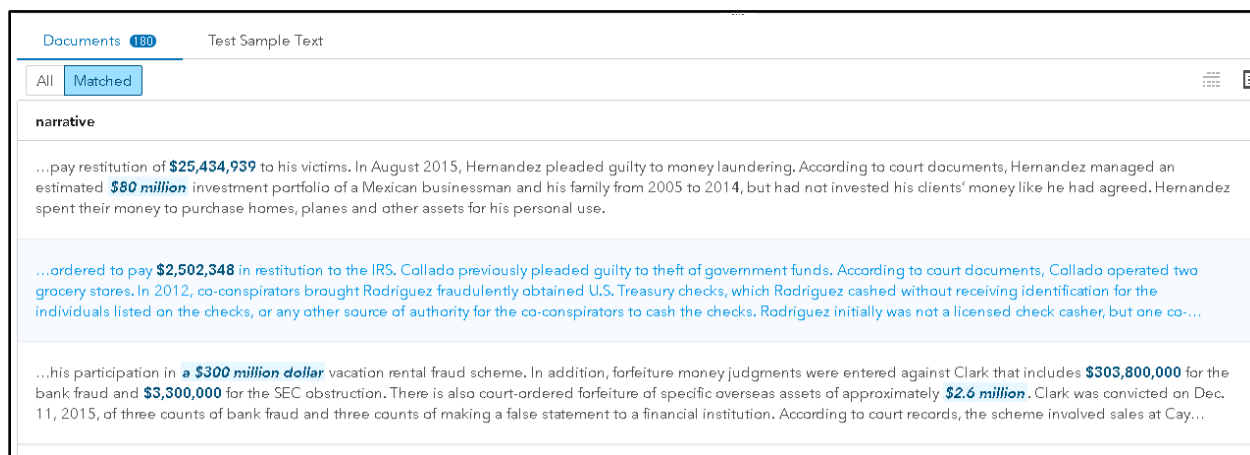 Documents 180 Test Sample Text
All Matched
narrative
...pay restitution of $25,434,939 to his victims. In August 2015, Hernandez pleaded guilty to money laundering. According to court documents, Hernandez managed an
estimated $80 million investment portfolio of a Mexican businessman and his family from 2005 to 2014, but had not invested his clients' money like he had agreed. Hernandez
spent their money to purchase homes, planes and other assets for his personal use.
...ordered to pay $2,502,348 in restitution to the IRS. Collado previously pleaded guilty to theft of government funds. According to court documents, Collado operated two
grocery stores. In 2012, co-conspirators brought Rodriguez fraudulently obtained U.S. Treasury checks, which Rodriguez cashed without receiving identification for the
individuals listed on the checks, or any other source of authority for the co-conspirators to cash the checks. Rodriguez initially was not a licensed check casher, but one co-...
...his participation in a $300 million dollar vacation rental fraud scheme. In addition, forfeiture money judgments were entered against Clark that includes $303,800,000 for the
bank fraud and $3,300,000 for the SEC obstruction. There is also court-ordered forfeiture of specific overseas assets of approximately $2.6 million. Clark was convicted on Dec.
11, 2015, of three counts of bank fraud and three counts of making a false statement to a financial institution. According to court records, the scheme involved sales at Cay...